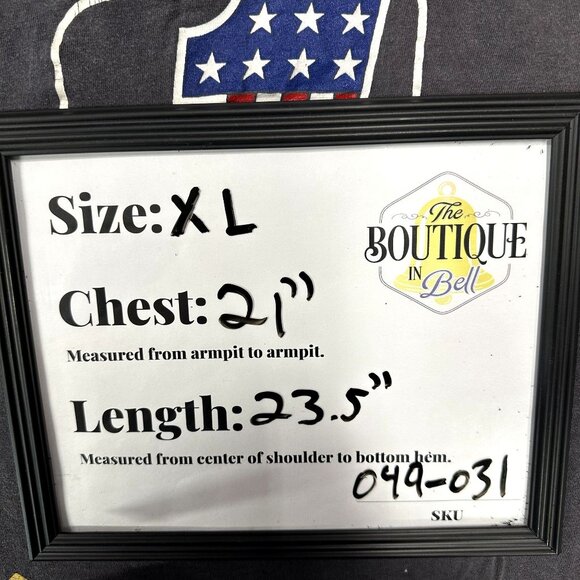 The
BOUTIQUE
IN
Bell
Size: XL
Chest: 21"
Measured from armpit to armpit.
Length: 23.5"
Measured from center of shoulder to bottom hem.
049-031
SKU